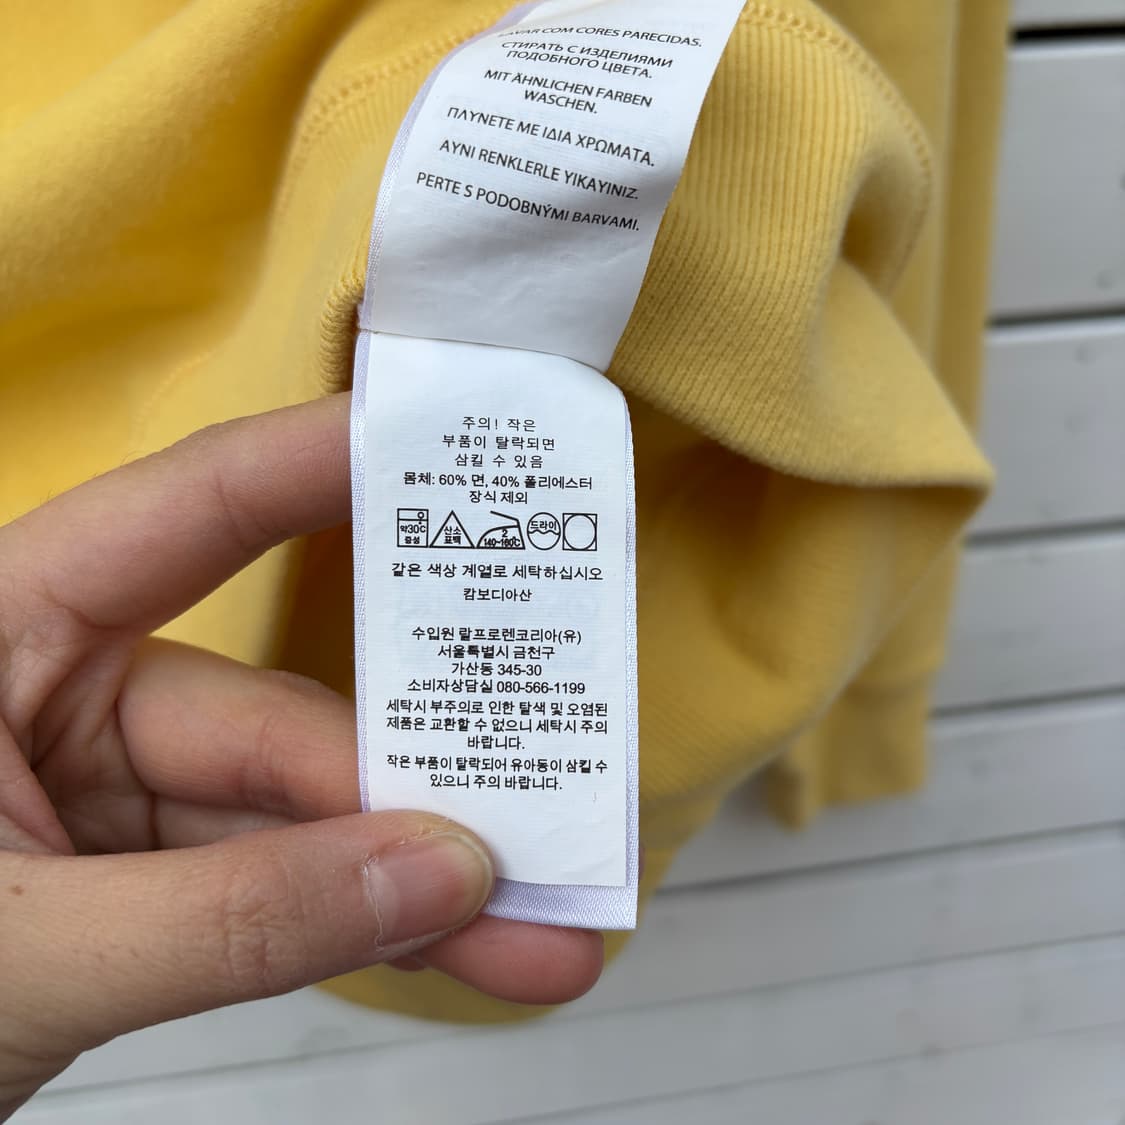 LAVAR COM CORES PARECIDAS.
СТИРАТЬ С ИЗДЕЛИЯМИ
ПОДОБНОГО ЦВЕТА.
MIT ÄHNLICHEN FARBEN
WASCHEN.
ΠΛΥΝΕΤΕ ΜΕ ΙΔΙΑ ΧΡΩΜΑΤΑ.
AYNI RENKLERLE YIKAYINIZ.
PERTE S PODOBNÝMI BARVAMI.
주의! 작은
부품이 탈락되면
삼킬 수 있음
몸체: 60% 면, 40% 폴리에스터
장식 제외
약30℃
중성
산소
표백
2
140~160℃
드라이
같은 색상 계열로 세탁하십시오
캄보디아산
수입원 랄프로렌코리아(유)
서울특별시 금천구
가산동 345-30
소비자상담실 080-566-1199
세탁시 부주의로 인한 탈색 및 오염된
제품은 교환할 수 없으니 세탁시 주의
바랍니다.
작은 부품이 탈락되어 유아동이 삼킬 수
있으니 주의 바랍니다.